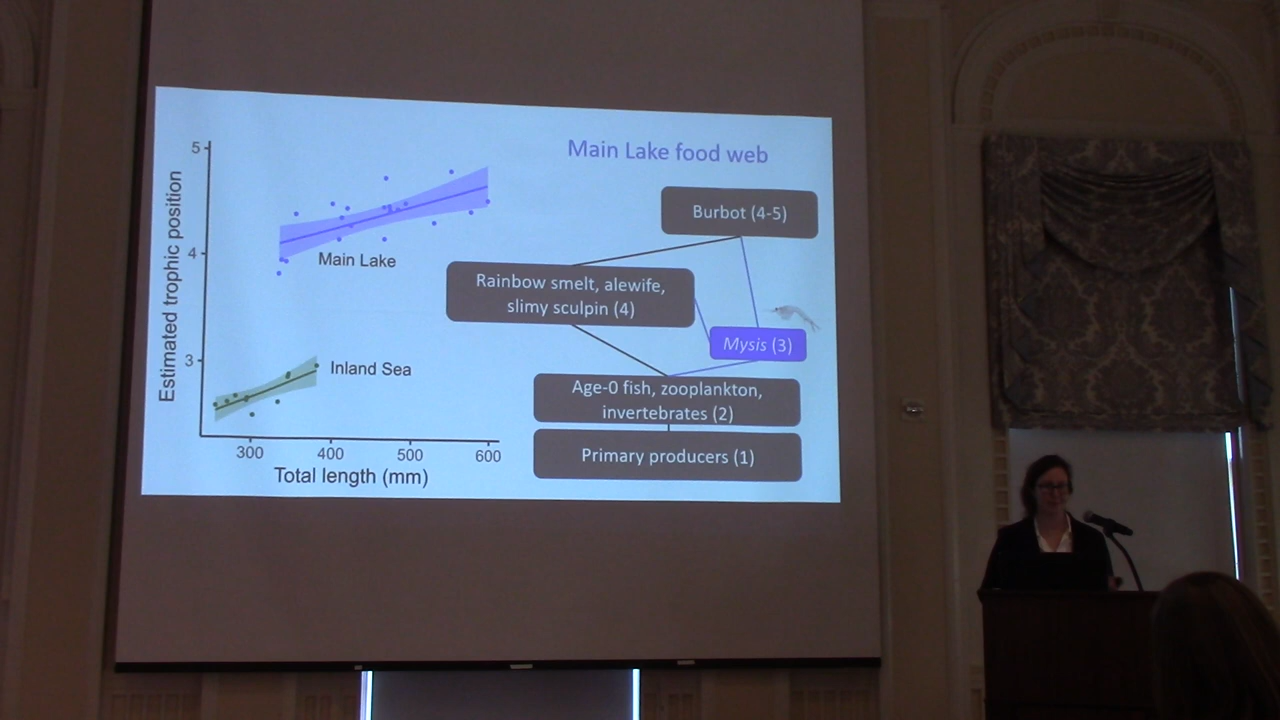 Main Lake food web
5
4
3
Estimated trophic position
Main Lake
Inland Sea
300 400 500 600
Total length (mm)
Burbot (4-5)
Rainbow smelt, alewife,
slimy sculpin (4)
Mysis (3)
Age-0 fish, zooplankton,
invertebrates (2)
Primary producers (1)